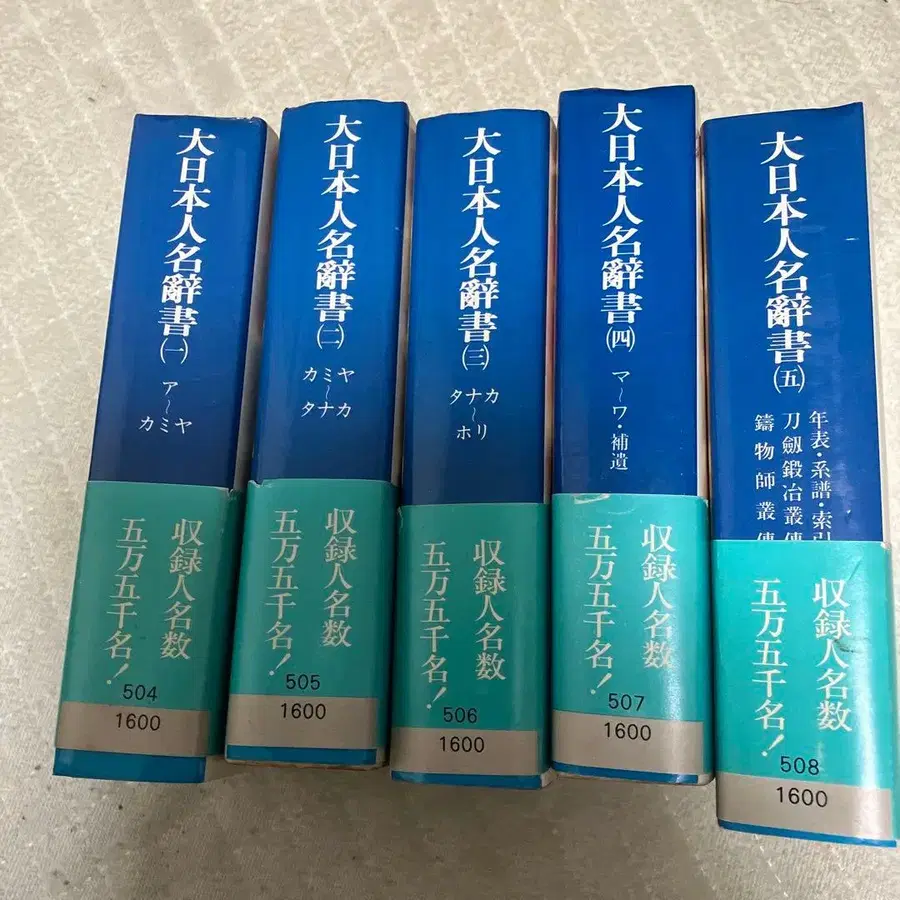 大日本人名辭書(一)
ア〜カミヤ
収録人名数
五万五千名!
504
1600
大日本人名辭書(二)
カミヤ〜タナカ
収録人名数
五万五千名!
505
1600
大日本人名辭書(三)
タナカ〜ホリ
収録人名数
五万五千名!
506
1600
大日本人名辭書(四)
マ〜ワ・補遺
収録人名数
五万五千名!
507
1600
大日本人名辭書(五)
年表・系譜・索引
刀劔鍛冶叢傳
鑄物師叢傳
収録人名数
五万五千名!
508
1600